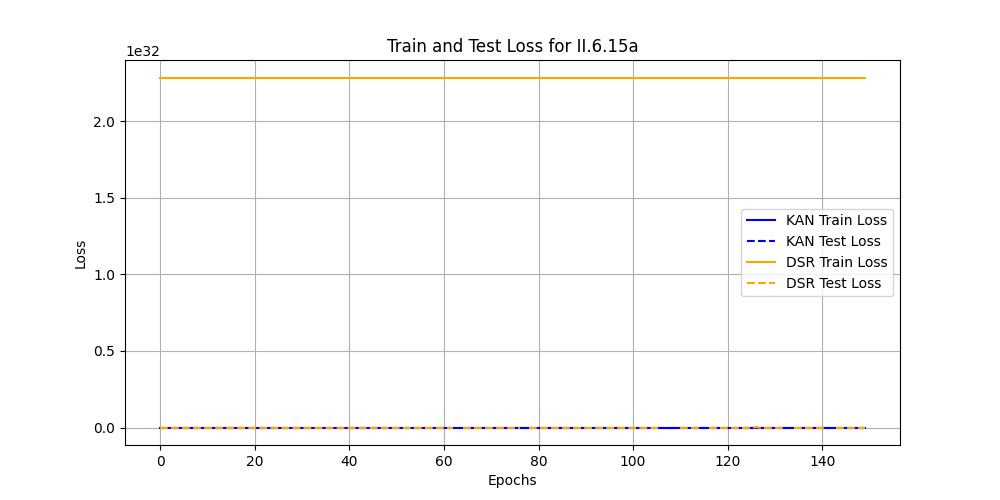 Train and Test Loss for II.6.15a
1e32
2.0
1.5
1.0
0.5
0.0
Loss
KAN Train Loss
KAN Test Loss
DSR Train Loss
DSR Test Loss
0 20 40 60 80 100 120 140
Epochs